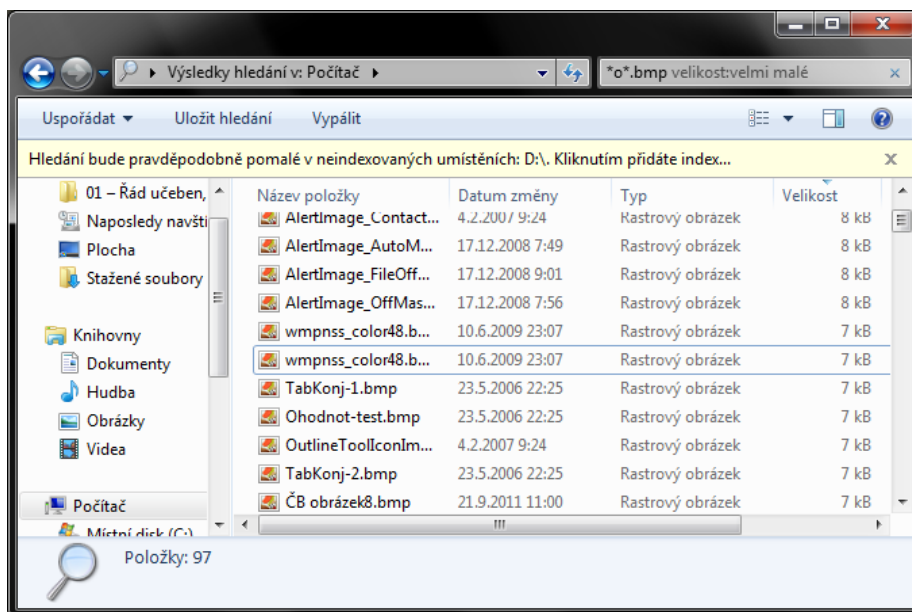 Výsledky hledání v: Počítač
*o*.bmp velikost:velmi malé
Uspořádat Uložit hledání Vypálit
Hledání bude pravděpodobně pomalé v neindexovaných umístěních: D:\. Kliknutím přidáte index...
01 – Řád učeben,
Naposledy navšti
Plocha
Stažené soubory
Knihovny
Dokumenty
Hudba
Obrázky
Videa
Počítač
Místní disk (C:)
Název položky Datum změny Typ Velikost
AlertImage_Contact... 4.2.2007 9:24 Rastrový obrázek 8 kB
AlertImage_AutoM... 17.12.2008 7:49 Rastrový obrázek 8 kB
AlertImage_FileOff... 17.12.2008 9:01 Rastrový obrázek 8 kB
AlertImage_OffMas... 17.12.2008 7:56 Rastrový obrázek 8 kB
wmpnss_color48.b... 10.6.2009 23:07 Rastrový obrázek 7 kB
wmpnss_color48.b... 10.6.2009 23:07 Rastrový obrázek 7 kB
TabKonj-1.bmp 23.5.2006 22:25 Rastrový obrázek 7 kB
Ohodnot-test.bmp 23.5.2006 22:25 Rastrový obrázek 7 kB
OutlineToolIconIm... 4.2.2007 9:24 Rastrový obrázek 7 kB
TabKonj-2.bmp 23.5.2006 22:25 Rastrový obrázek 7 kB
ČB obrázek8.bmp 21.9.2011 11:00 Rastrový obrázek 7 kB
Položky: 97